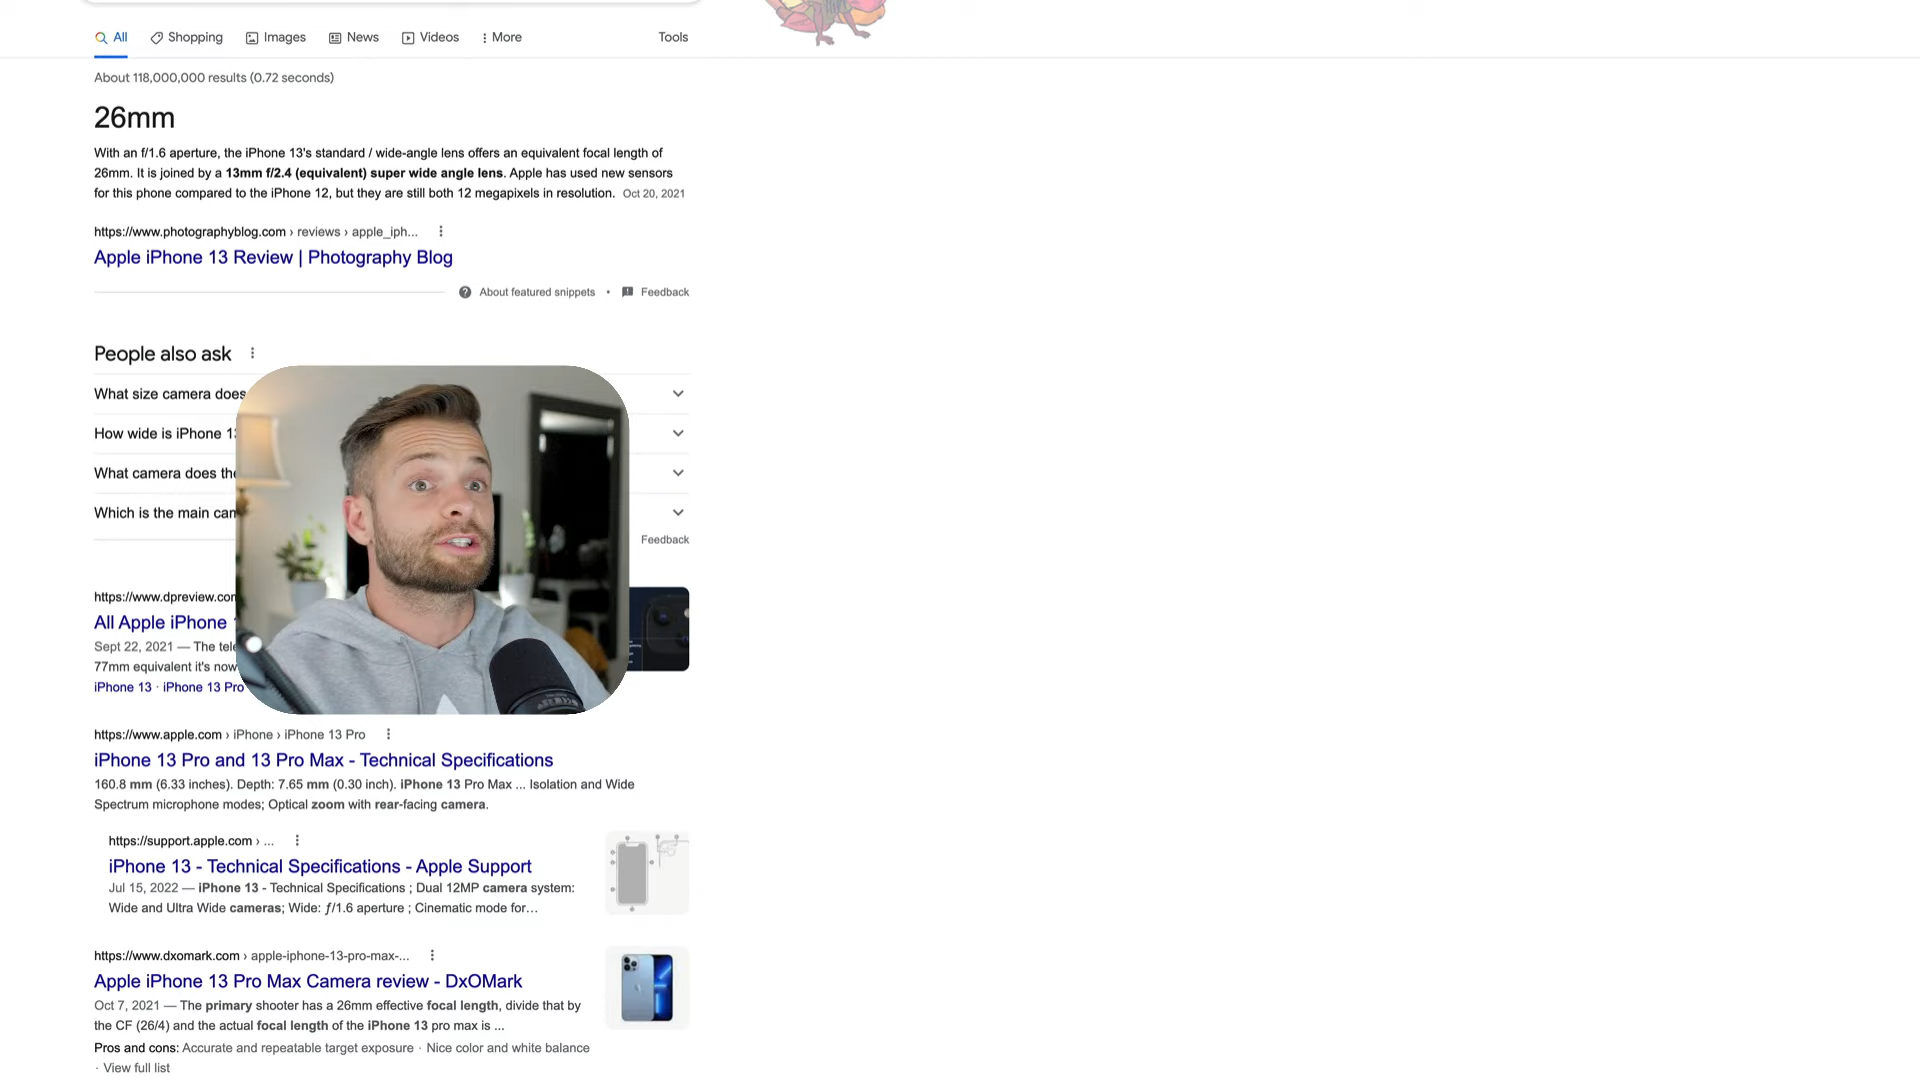 All Shopping Images News Videos More Tools
About 118,000,000 results (0.72 seconds)
26mm
With an f/1.6 aperture, the iPhone 13's standard / wide-angle lens offers an equivalent focal length of
26mm. It is joined by a 13mm f/2.4 (equivalent) super wide angle lens. Apple has used new sensors
for this phone compared to the iPhone 12, but they are still both 12 megapixels in resolution. Oct 20, 2021
https://www.photographyblog.com › reviews › apple_iph...
Apple iPhone 13 Review | Photography Blog
About featured snippets • Feedback
People also ask
What size camera does
How wide is iPhone
What camera does
Which is the main
Feedback
https://www.dpreview.com
All Apple iPhone
Sept 22, 2021 — The
77mm equivalent it's now
iPhone 13 · iPhone 13 Pro
https://www.apple.com › iPhone › iPhone 13 Pro
iPhone 13 Pro and 13 Pro Max - Technical Specifications
160.8 mm (6.33 inches). Depth: 7.65 mm (0.30 inch). iPhone 13 Pro Max ... Isolation and Wide
Spectrum microphone modes; Optical zoom with rear-facing camera.
https://support.apple.com › ...
iPhone 13 - Technical Specifications - Apple Support
Jul 15, 2022 — iPhone 13 - Technical Specifications ; Dual 12MP camera system:
Wide and Ultra Wide cameras; Wide: ƒ/1.6 aperture ; Cinematic mode for...
https://www.dxomark.com › apple-iphone-13-pro-max-...
Apple iPhone 13 Pro Max Camera review - DxOMark
Oct 7, 2021 — The primary shooter has a 26mm effective focal length, divide that by
the CF (26/4) and the actual focal length of the iPhone 13 pro max is ...
Pros and cons: Accurate and repeatable target exposure · Nice color and white balance
· View full list